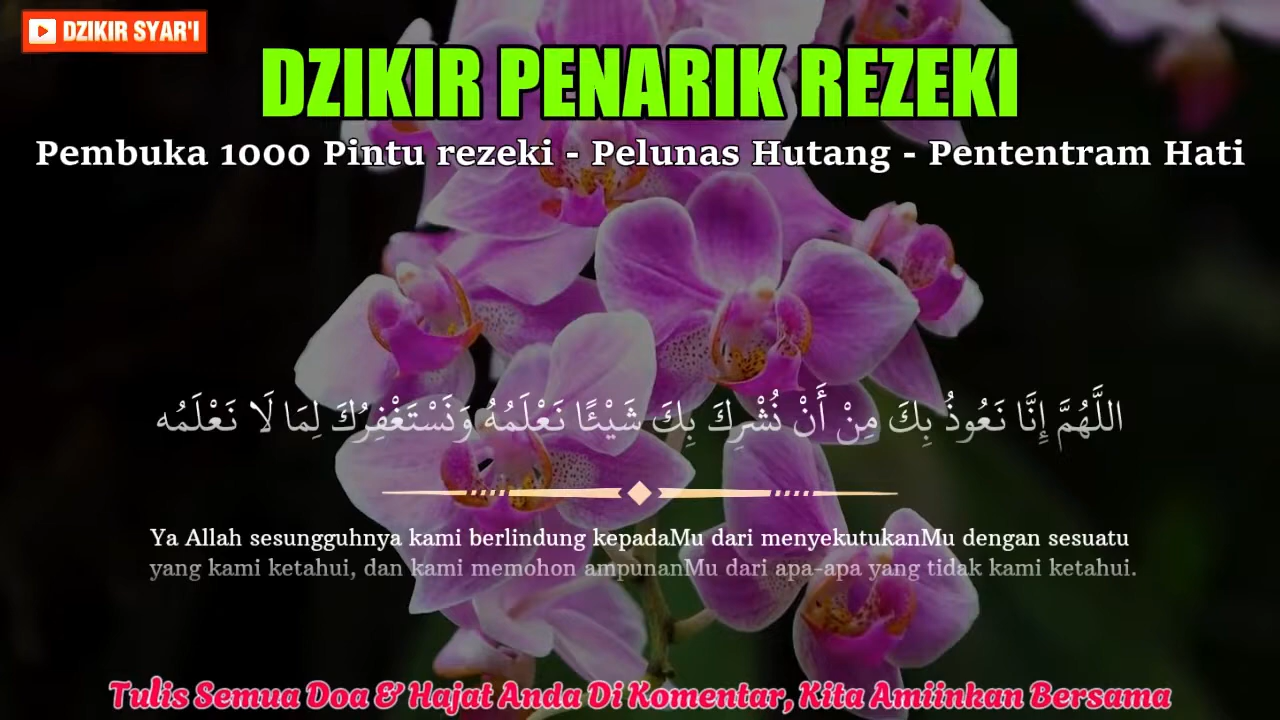 DZIKIR SYAR'I
DZIKIR PENARIK REZEKI
Pembuka 1000 Pintu rezeki - Pelunas Hutang - Pententram Hati
اللَّهُمَّ إِنَّا نَعُوذُ بِكَ مِنْ أَنْ نُشْرِكَ بِكَ شَيْئًا نَعْلَمُهُ وَنَسْتَغْفِرُكَ لِمَا لَا نَعْلَمُه
Ya Allah sesungguhnya kami berlindung kepadaMu dari menyekutukanMu dengan sesuatu
yang kami ketahui, dan kami memohon ampunanMu dari apa-apa yang tidak kami ketahui.
Tulis Semua Doa & Hajat Anda Di Komentar, Kita Amiinkan Bersama